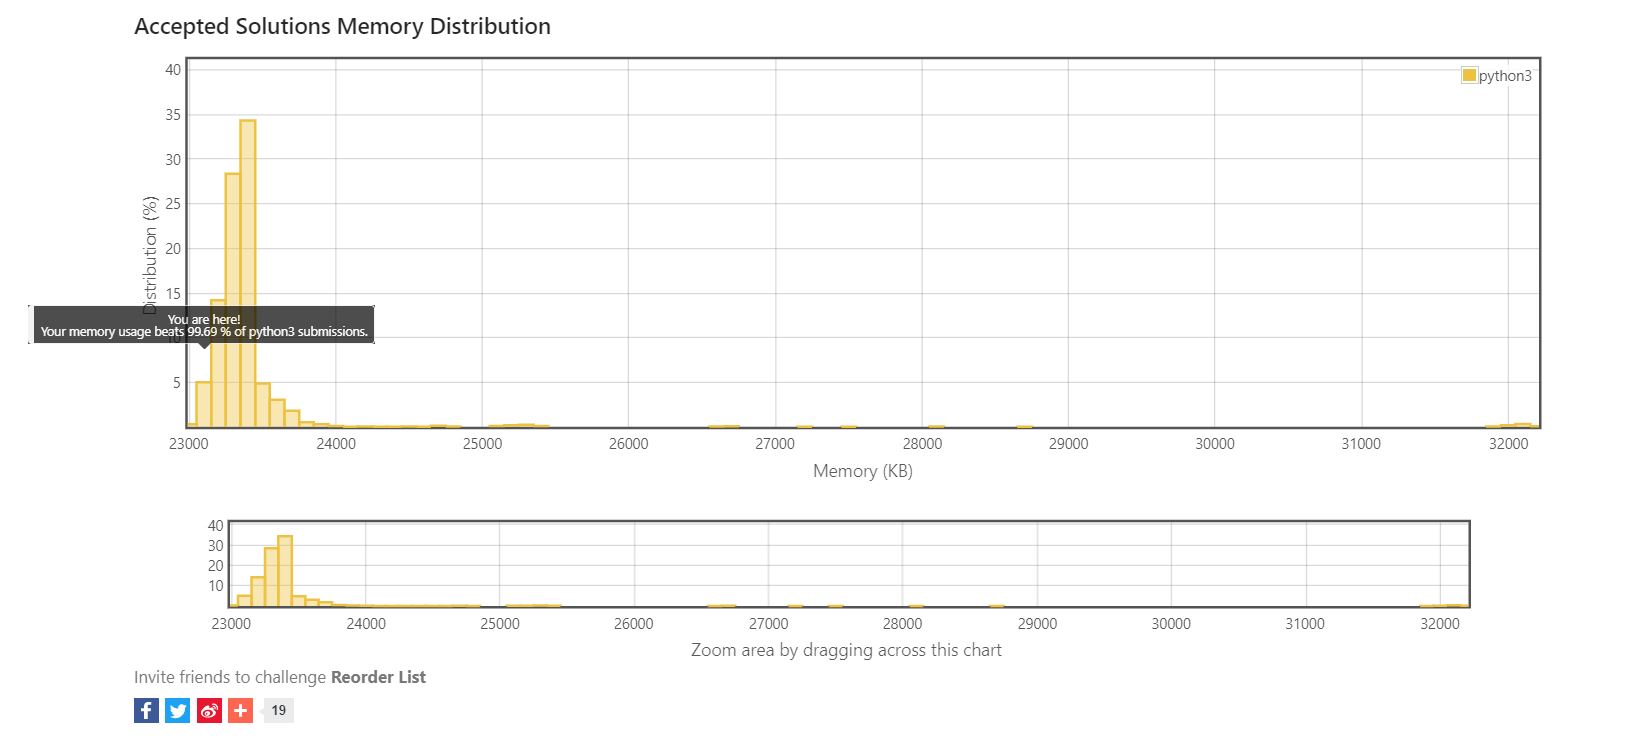 Accepted Solutions Memory Distribution
python3
40
35
30
25
20
15
10
5
Distribution (%)
You are here!
Your memory usage beats 99.69 % of python3 submissions.
23000 24000 25000 26000 27000 28000 29000 30000 31000 32000
Memory (KB)
40
30
20
10
23000 24000 25000 26000 27000 28000 29000 30000 31000 32000
Zoom area by dragging across this chart
Invite friends to challenge Reorder List
19